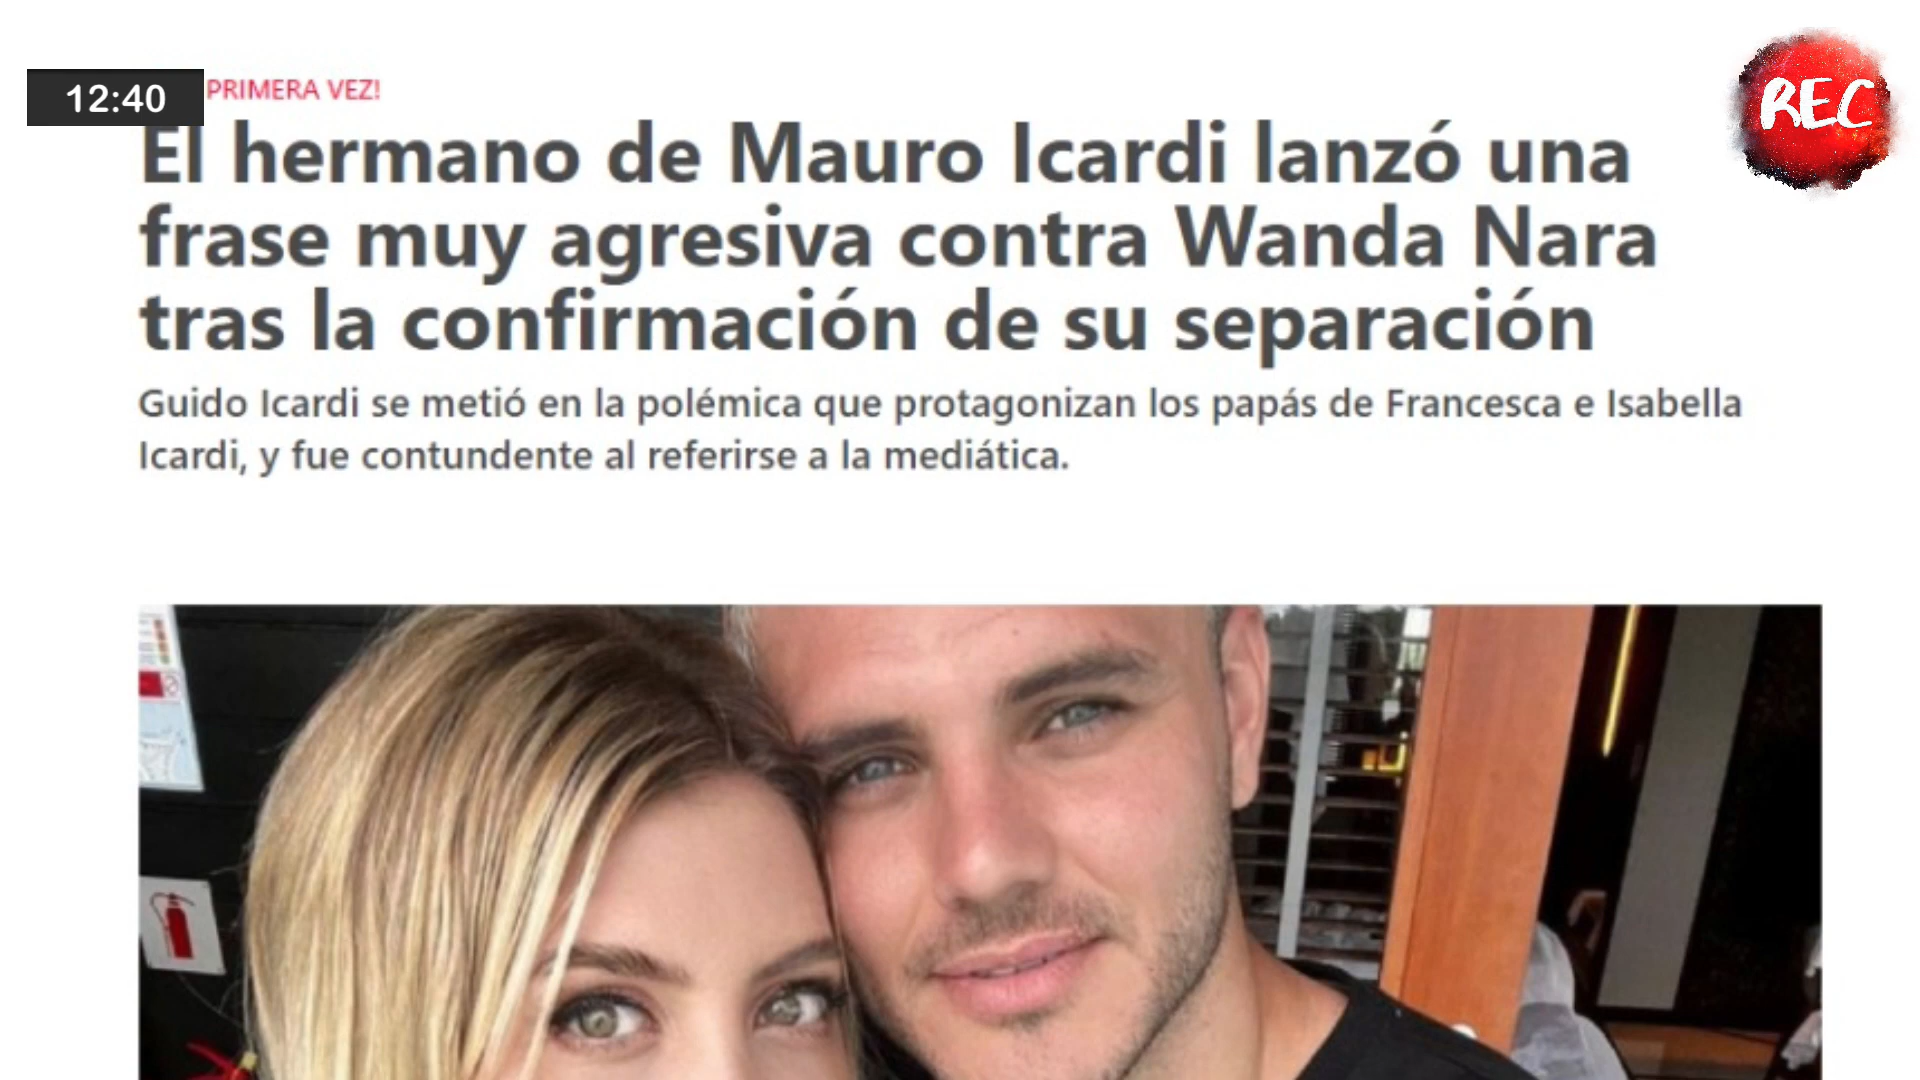 12:40
PRIMERA VEZ!
REC
El hermano de Mauro Icardi lanzó una
frase muy agresiva contra Wanda Nara
tras la confirmación de su separación
Guido Icardi se metió en la polémica que protagonizan los papás de Francesca e Isabella
Icardi, y fue contundente al referirse a la mediática.